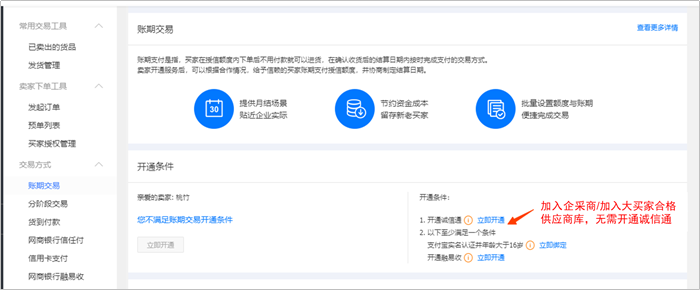 常用交易工具
已卖出的货品
发货管理
卖家下单工具
发起订单
预单列表
买家授权管理
交易方式
账期交易
分阶段交易
货到付款
网商银行信任付
信用卡支付
网商银行融易收
账期交易
查看更多详情
账期支付是指，买家在授信额度内下单后不用付款就可以进货，在确认收货后的结算日期内按时完成支付的交易方式。
卖家开通服务后，可以根据合作情况，给予信赖的买家账期支付授信额度，并协商制定结算日期。
30
提供月结场景
贴近企业实际
节约资金成本
留存新老买家
批量设置额度与账期
便捷完成交易
开通条件
亲爱的卖家：桃竹
您不满足账期交易开通条件
立即开通
开通条件：
1. 开通诚信通 立即开通
2. 以下至少满足一个条件
支付宝实名认证并年龄大于16岁 立即绑定
开通融易收 立即开通
加入企采商/加入大买家合格
供应商库，无需开通诚信通